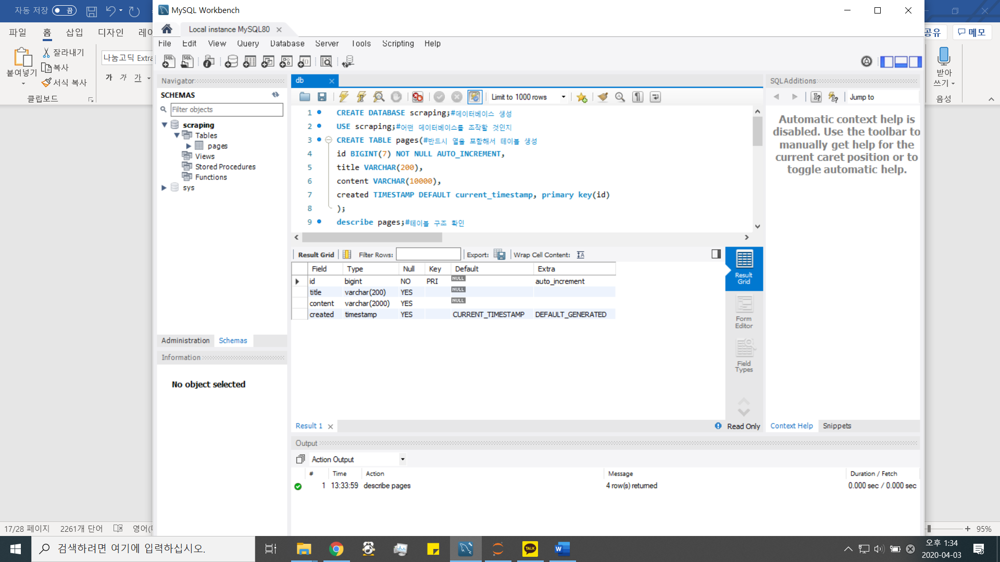 자동 저장 끔
MySQL Workbench
파일 홈 삽입 디자인
Local instance MySQL80
공유 메모
File Edit View Query Database Server Tools Scripting Help
잘라내기
나눔고딕 Extra
붙여넣기
복사
서식 복사
가 가 가
클립보드
받아
쓰기
음성
Navigator
SCHEMAS
Filter objects
scraping
Tables
pages
Views
Stored Procedures
Functions
sys
Administration Schemas
Information
No object selected
db
Limit to 1000 rows
1 CREATE DATABASE scraping;#데이터베이스 생성
2 USE scraping;#어떤 데이터베이스를 조작할 것인지
3 CREATE TABLE pages(#반드시 열을 포함해서 테이블 생성
4 id BIGINT(7) NOT NULL AUTO_INCREMENT,
5 title VARCHAR(200),
6 content VARCHAR(10000),
7 created TIMESTAMP DEFAULT current_timestamp, primary key(id)
8 );
9 describe pages;#테이블 구조 확인
Result Grid Filter Rows: Export: Wrap Cell Content:
Field Type Null Key Default Extra
id bigint NO PRI NULL auto_increment
title varchar(200) YES NULL
content varchar(2000) YES NULL
created timestamp YES CURRENT_TIMESTAMP DEFAULT_GENERATED
Result
Grid
Form
Editor
Field
Types
Result 1
Read Only
SQLAdditions
Jump to
Automatic context help is
disabled. Use the toolbar to
manually get help for the
current caret position or to
toggle automatic help.
Context Help Snippets
Output
Action Output
# Time Action Message Duration / Fetch
1 13:33:59 describe pages 4 row(s) returned 0.000 sec / 0.000 sec
17/28 페이지 2261개 단어
95%
검색하려면 여기에 입력하십시오.
TALK
오후 1:34
2020-04-03